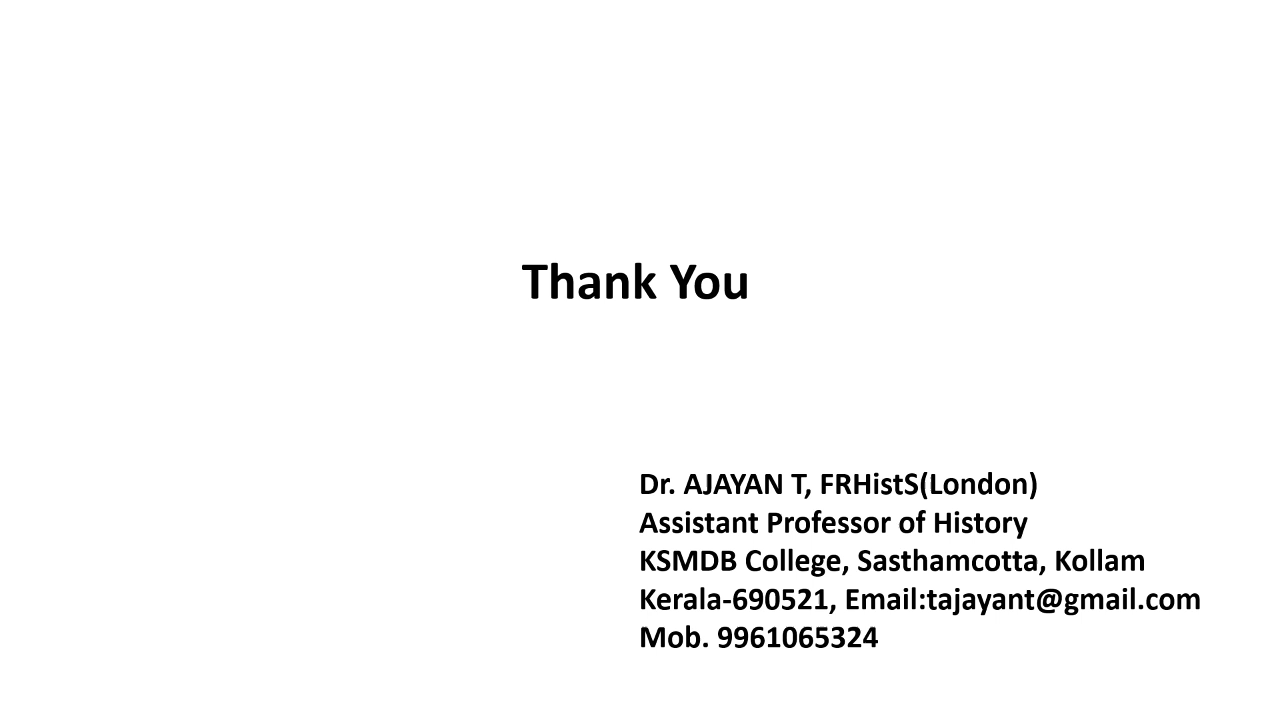 Thank You
Dr. AJAYAN T, FRHistS(London)
Assistant Professor of History
KSMDB College, Sasthamcotta, Kollam
Kerala-690521, Email:tajayant@gmail.com
Mob. 9961065324